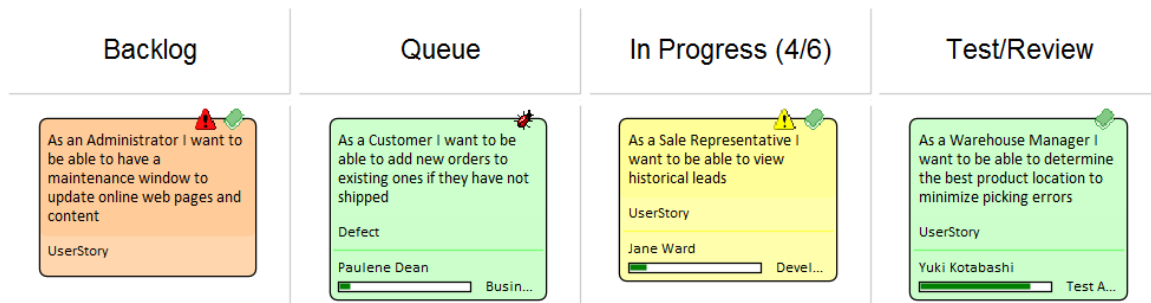 Backlog
Queue
In Progress (4/6)
Test/Review
As an Administrator I want to
be able to have a
maintenance window to
update online web pages and
content
UserStory
As a Customer I want to be
able to add new orders to
existing ones if they have not
shipped
Defect
Paulene Dean
Busin...
As a Sale Representative I
want to be able to view
historical leads
UserStory
Jane Ward
Devel...
As a Warehouse Manager I
want to be able to determine
the best product location to
minimize picking errors
UserStory
Yuki Kotabashi
Test A...